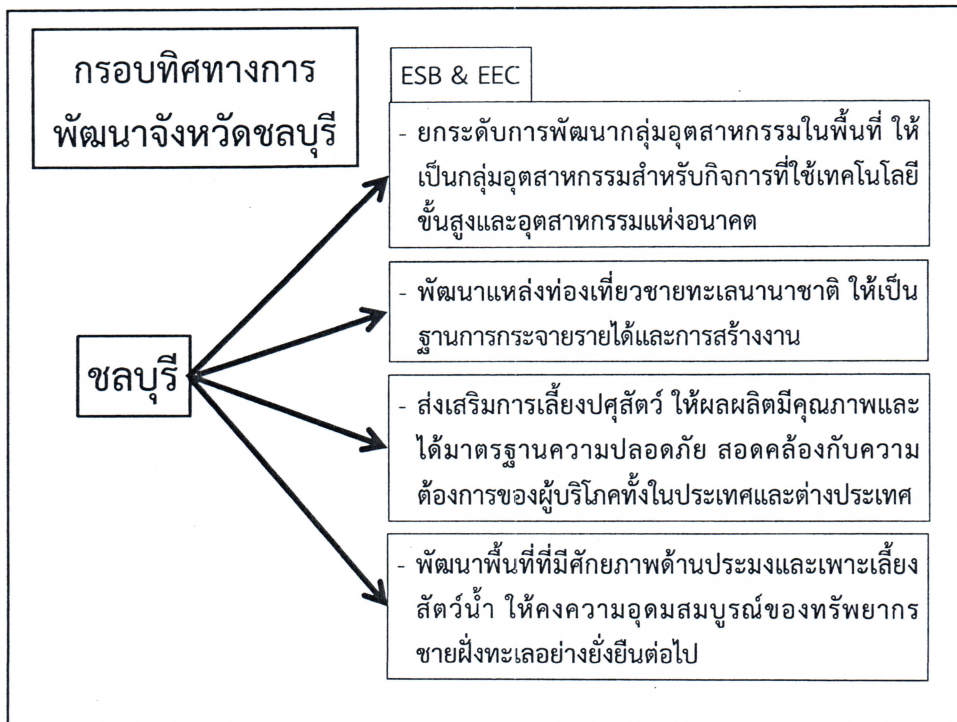 กรอบทิศทางการ
พัฒนาจังหวัดชลบุรี
ESB & EEC
- ยกระดับการพัฒนากลุ่มอุตสาหกรรมในพื้นที่ ให้
เป็นกลุ่มอุตสาหกรรมสำหรับกิจการที่ใช้เทคโนโลยี
ขั้นสูงและอุตสาหกรรมแห่งอนาคต
- พัฒนาแหล่งท่องเที่ยวชายทะเลนานาชาติ ให้เป็น
ฐานการกระจายรายได้และการสร้างงาน
ชลบุรี
- ส่งเสริมการเลี้ยงปศุสัตว์ ให้ผลผลิตมีคุณภาพและ
ได้มาตรฐานความปลอดภัย สอดคล้องกับความ
ต้องการของผู้บริโภคทั้งในประเทศและต่างประเทศ
- พัฒนาพื้นที่ที่มีศักยภาพด้านประมงและเพาะเลี้ยง
สัตว์น้ำ ให้คงความอุดมสมบูรณ์ของทรัพยากร
ชายฝั่งทะเลอย่างยั่งยืนต่อไป